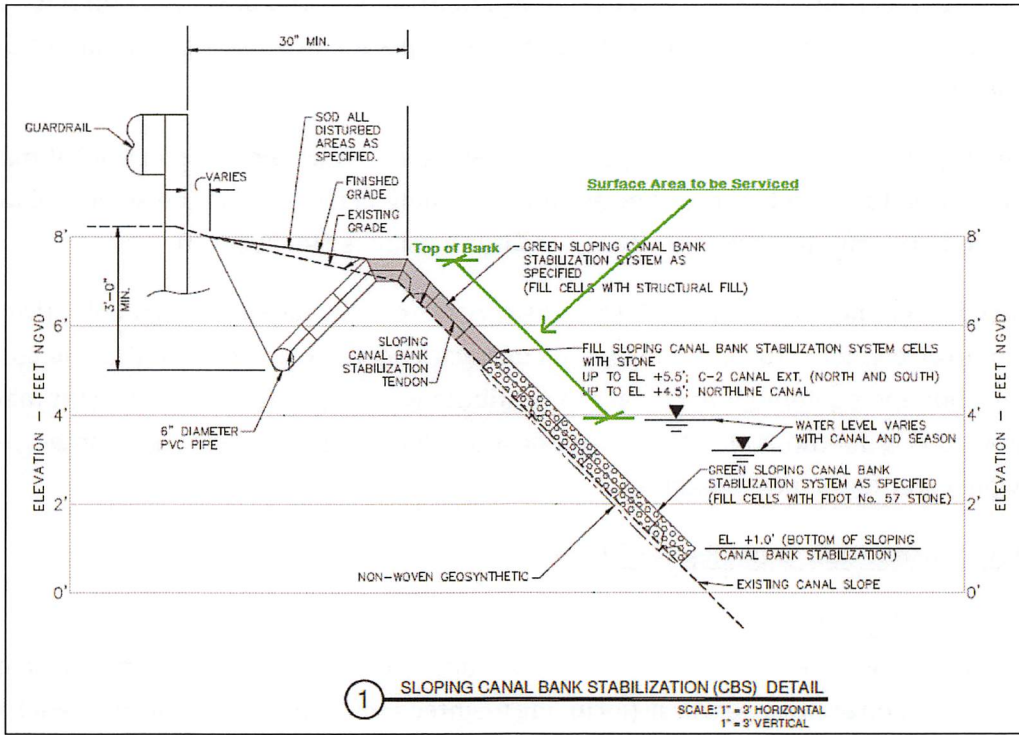 30" MIN.
GUARDRAIL
SOD ALL
DISTURBED
AREAS AS
SPECIFIED.
VARIES
FINISHED
GRADE
EXISTING
GRADE
Surface Area to be Serviced
Top of Bank
8'
8'
GREEN SLOPING CANAL BANK
STABILIZATION SYSTEM AS
SPECIFIED
(FILL CELLS WITH STRUCTURAL FILL)
3'-0"
MIN.
6'
6'
SLOPING
CANAL BANK
STABILIZATION
TENDON
FILL SLOPING CANAL BANK STABILIZATION SYSTEM CELLS
WITH STONE
UP TO EL. +5.5'; C-2 CANAL EXT. (NORTH AND SOUTH)
UP TO EL. +4.5'; NORTHLINE CANAL
ELEVATION - FEET NGVD
ELEVATION - FEET NGVD
4'
4'
6" DIAMETER
PVC PIPE
WATER LEVEL VARIES
WITH CANAL AND SEASON
GREEN SLOPING CANAL BANK
STABILIZATION SYSTEM AS SPECIFIED
(FILL CELLS WITH FDOT No. 57 STONE)
2'
2'
EL. +1.0' (BOTTOM OF SLOPING
CANAL BANK STABILIZATION)
NON-WOVEN GEOSYNTHETIC
EXISTING CANAL SLOPE
0'
0'
1
SLOPING CANAL BANK STABILIZATION (CBS) DETAIL
SCALE: 1" = 3' HORIZONTAL
1" = 3' VERTICAL